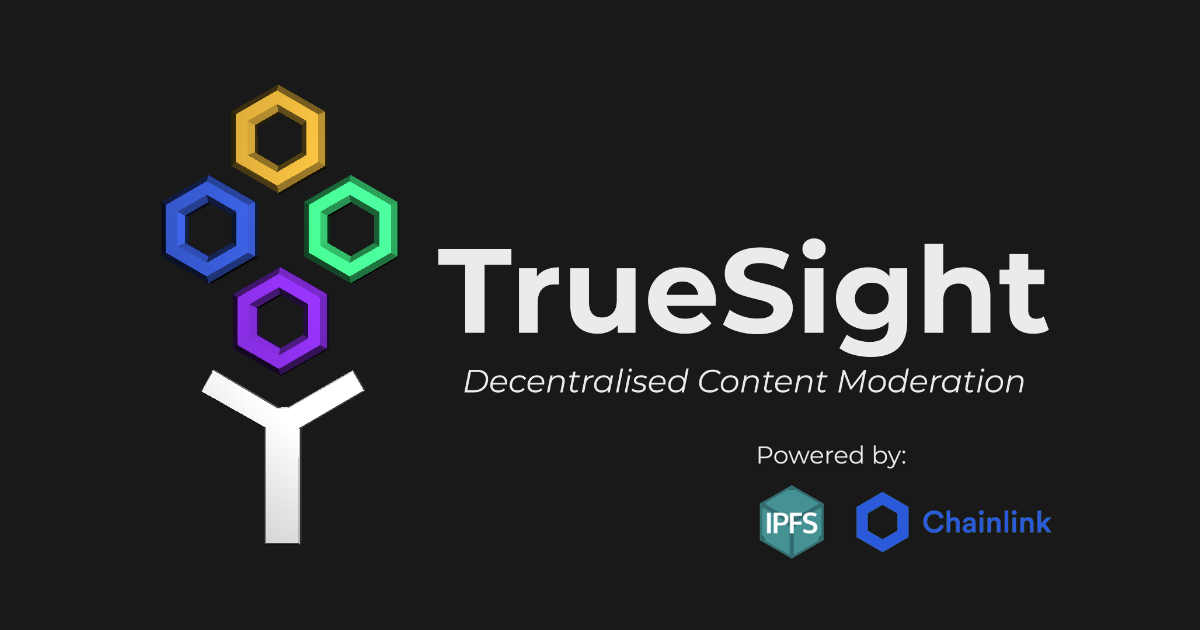 TrueSight
Decentralised Content Moderation
Powered by:
IPFS
Chainlink